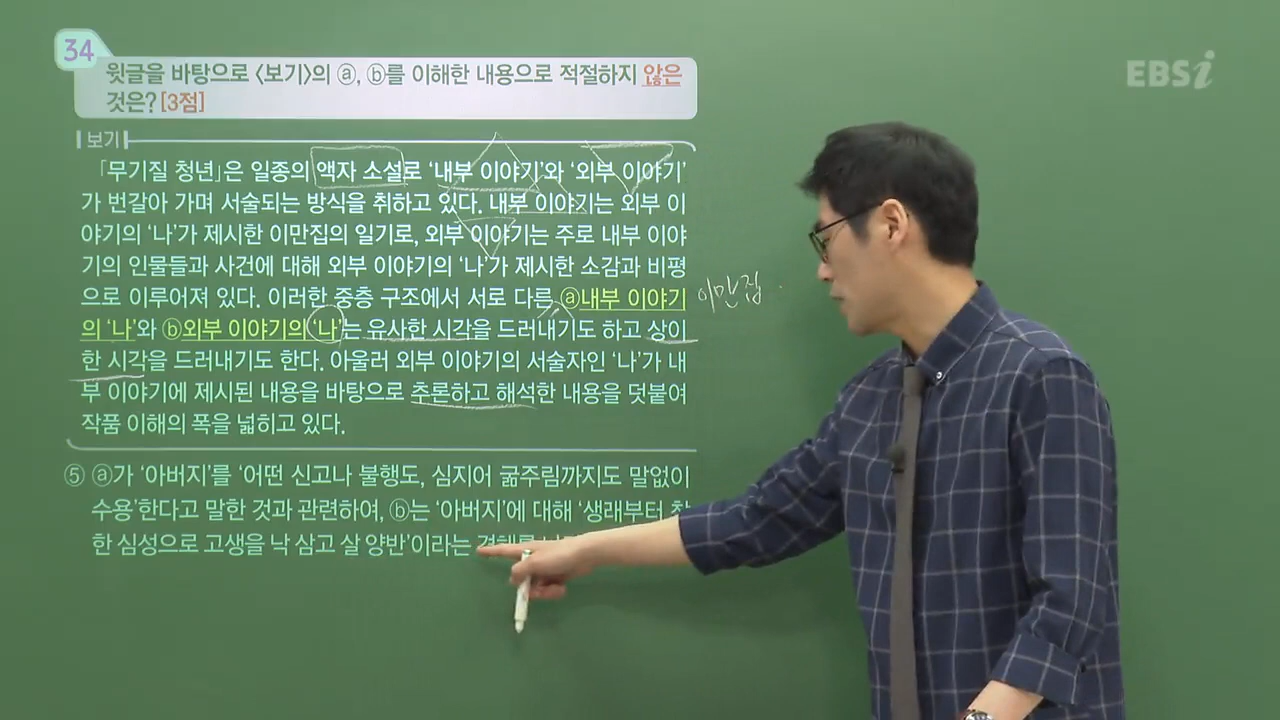 34
윗글을 바탕으로 〈보기〉의 ⓐ, ⓑ를 이해한 내용으로 적절하지 않은
것은? [3점]
EBSi
보기
「무기질 청년」은 일종의 액자 소설로 ‘내부 이야기’와 ‘외부 이야기’
가 번갈아 가며 서술되는 방식을 취하고 있다. 내부 이야기는 외부 이
야기의 ‘나’가 제시한 이만집의 일기로, 외부 이야기는 주로 내부 이야
기의 인물들과 사건에 대해 외부 이야기의 ‘나’가 제시한 소감과 비평
으로 이루어져 있다. 이러한 중층 구조에서 서로 다른 ⓐ내부 이야기
이만집
의 ‘나’와 ⓑ외부 이야기의 ‘나’는 유사한 시각을 드러내기도 하고 상이
한 시각을 드러내기도 한다. 아울러 외부 이야기의 서술자인 ‘나’가 내
부 이야기에 제시된 내용을 바탕으로 추론하고 해석한 내용을 덧붙여
작품 이해의 폭을 넓히고 있다.
⑤ ⓐ가 ‘아버지’를 ‘어떤 신고나 불행도, 심지어 굶주림까지도 말없이
수용’한다고 말한 것과 관련하여, ⓑ는 ‘아버지’에 대해 ‘생래부터
한 심성으로 고생을 낙 삼고 살 양반’이라는